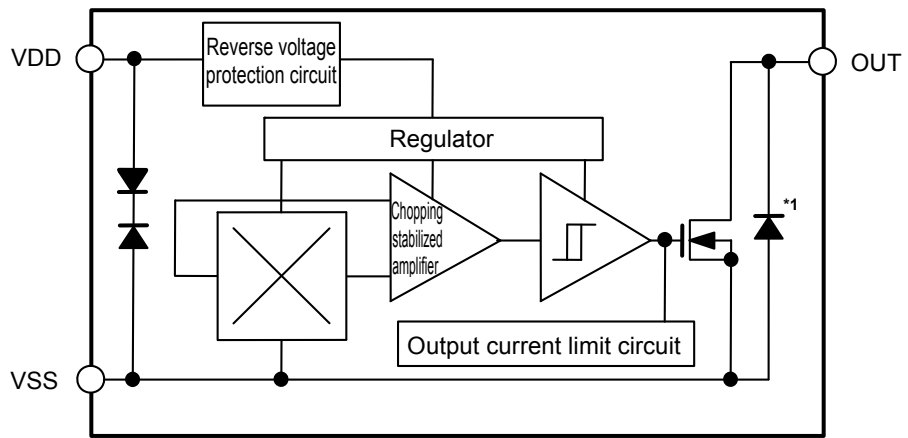 VDD
Reverse voltage
protection circuit
OUT
Regulator
Chopping
stabilized
amplifier
*1
Output current limit circuit
VSS